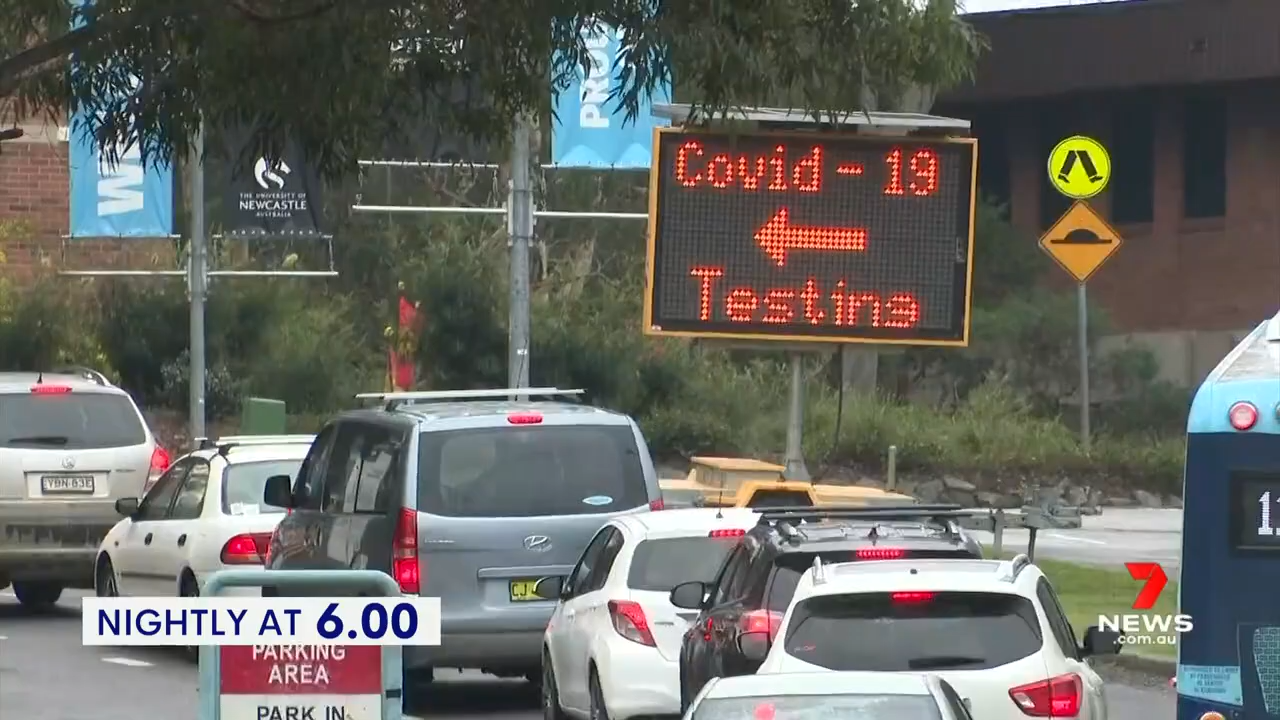 THE UNIVERSITY OF
NEWCASTLE
AUSTRALIA
Covid - 19
Testing
NIGHTLY AT 6.00
PARKING
AREA
PARK IN
7
NEWS
.com.au